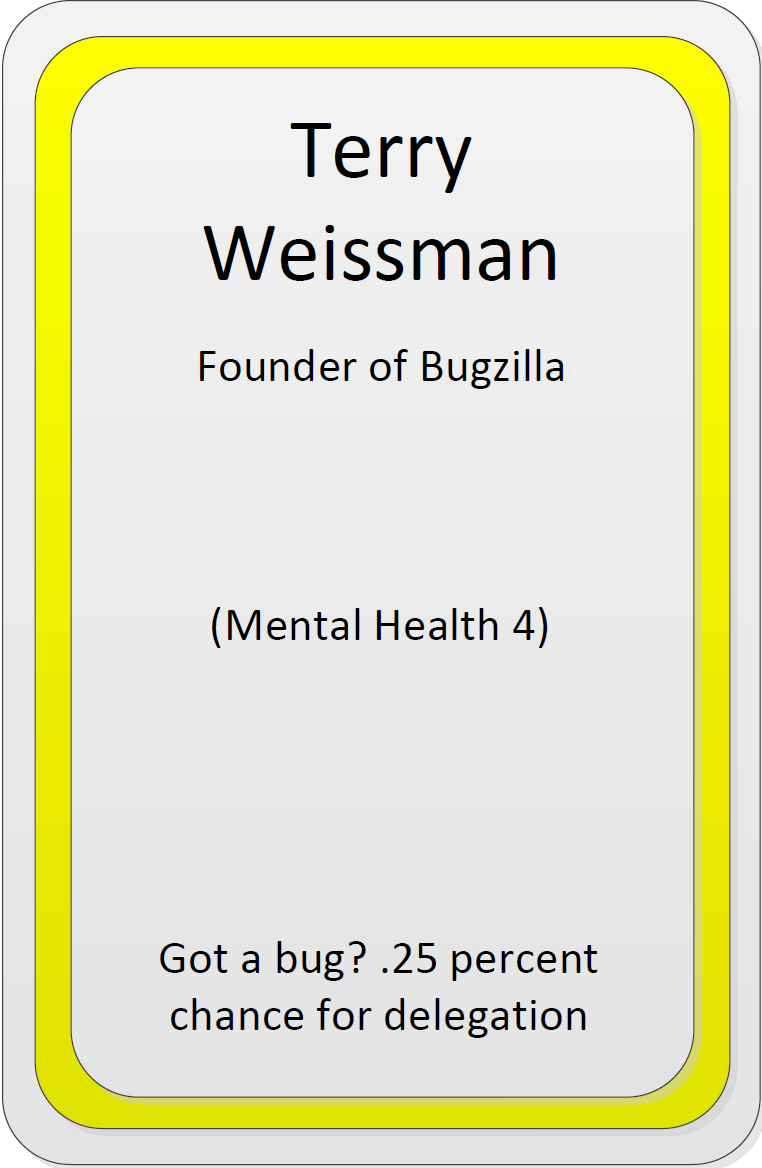 Terry
Weissman
Founder of Bugzilla
(Mental Health 4)
Got a bug? .25 percent
chance for delegation